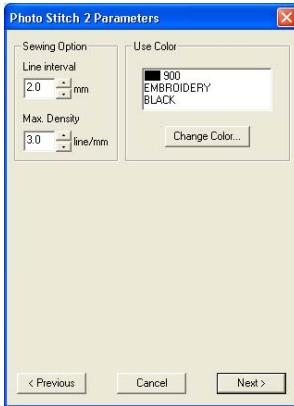 Photo Stitch 2 Parameters
Sewing Option
Line interval
2.0 mm
Max. Density
3.0 line/mm
Use Color
900
EMBROIDERY
BLACK
Change Color...
< Previous
Cancel
Next >